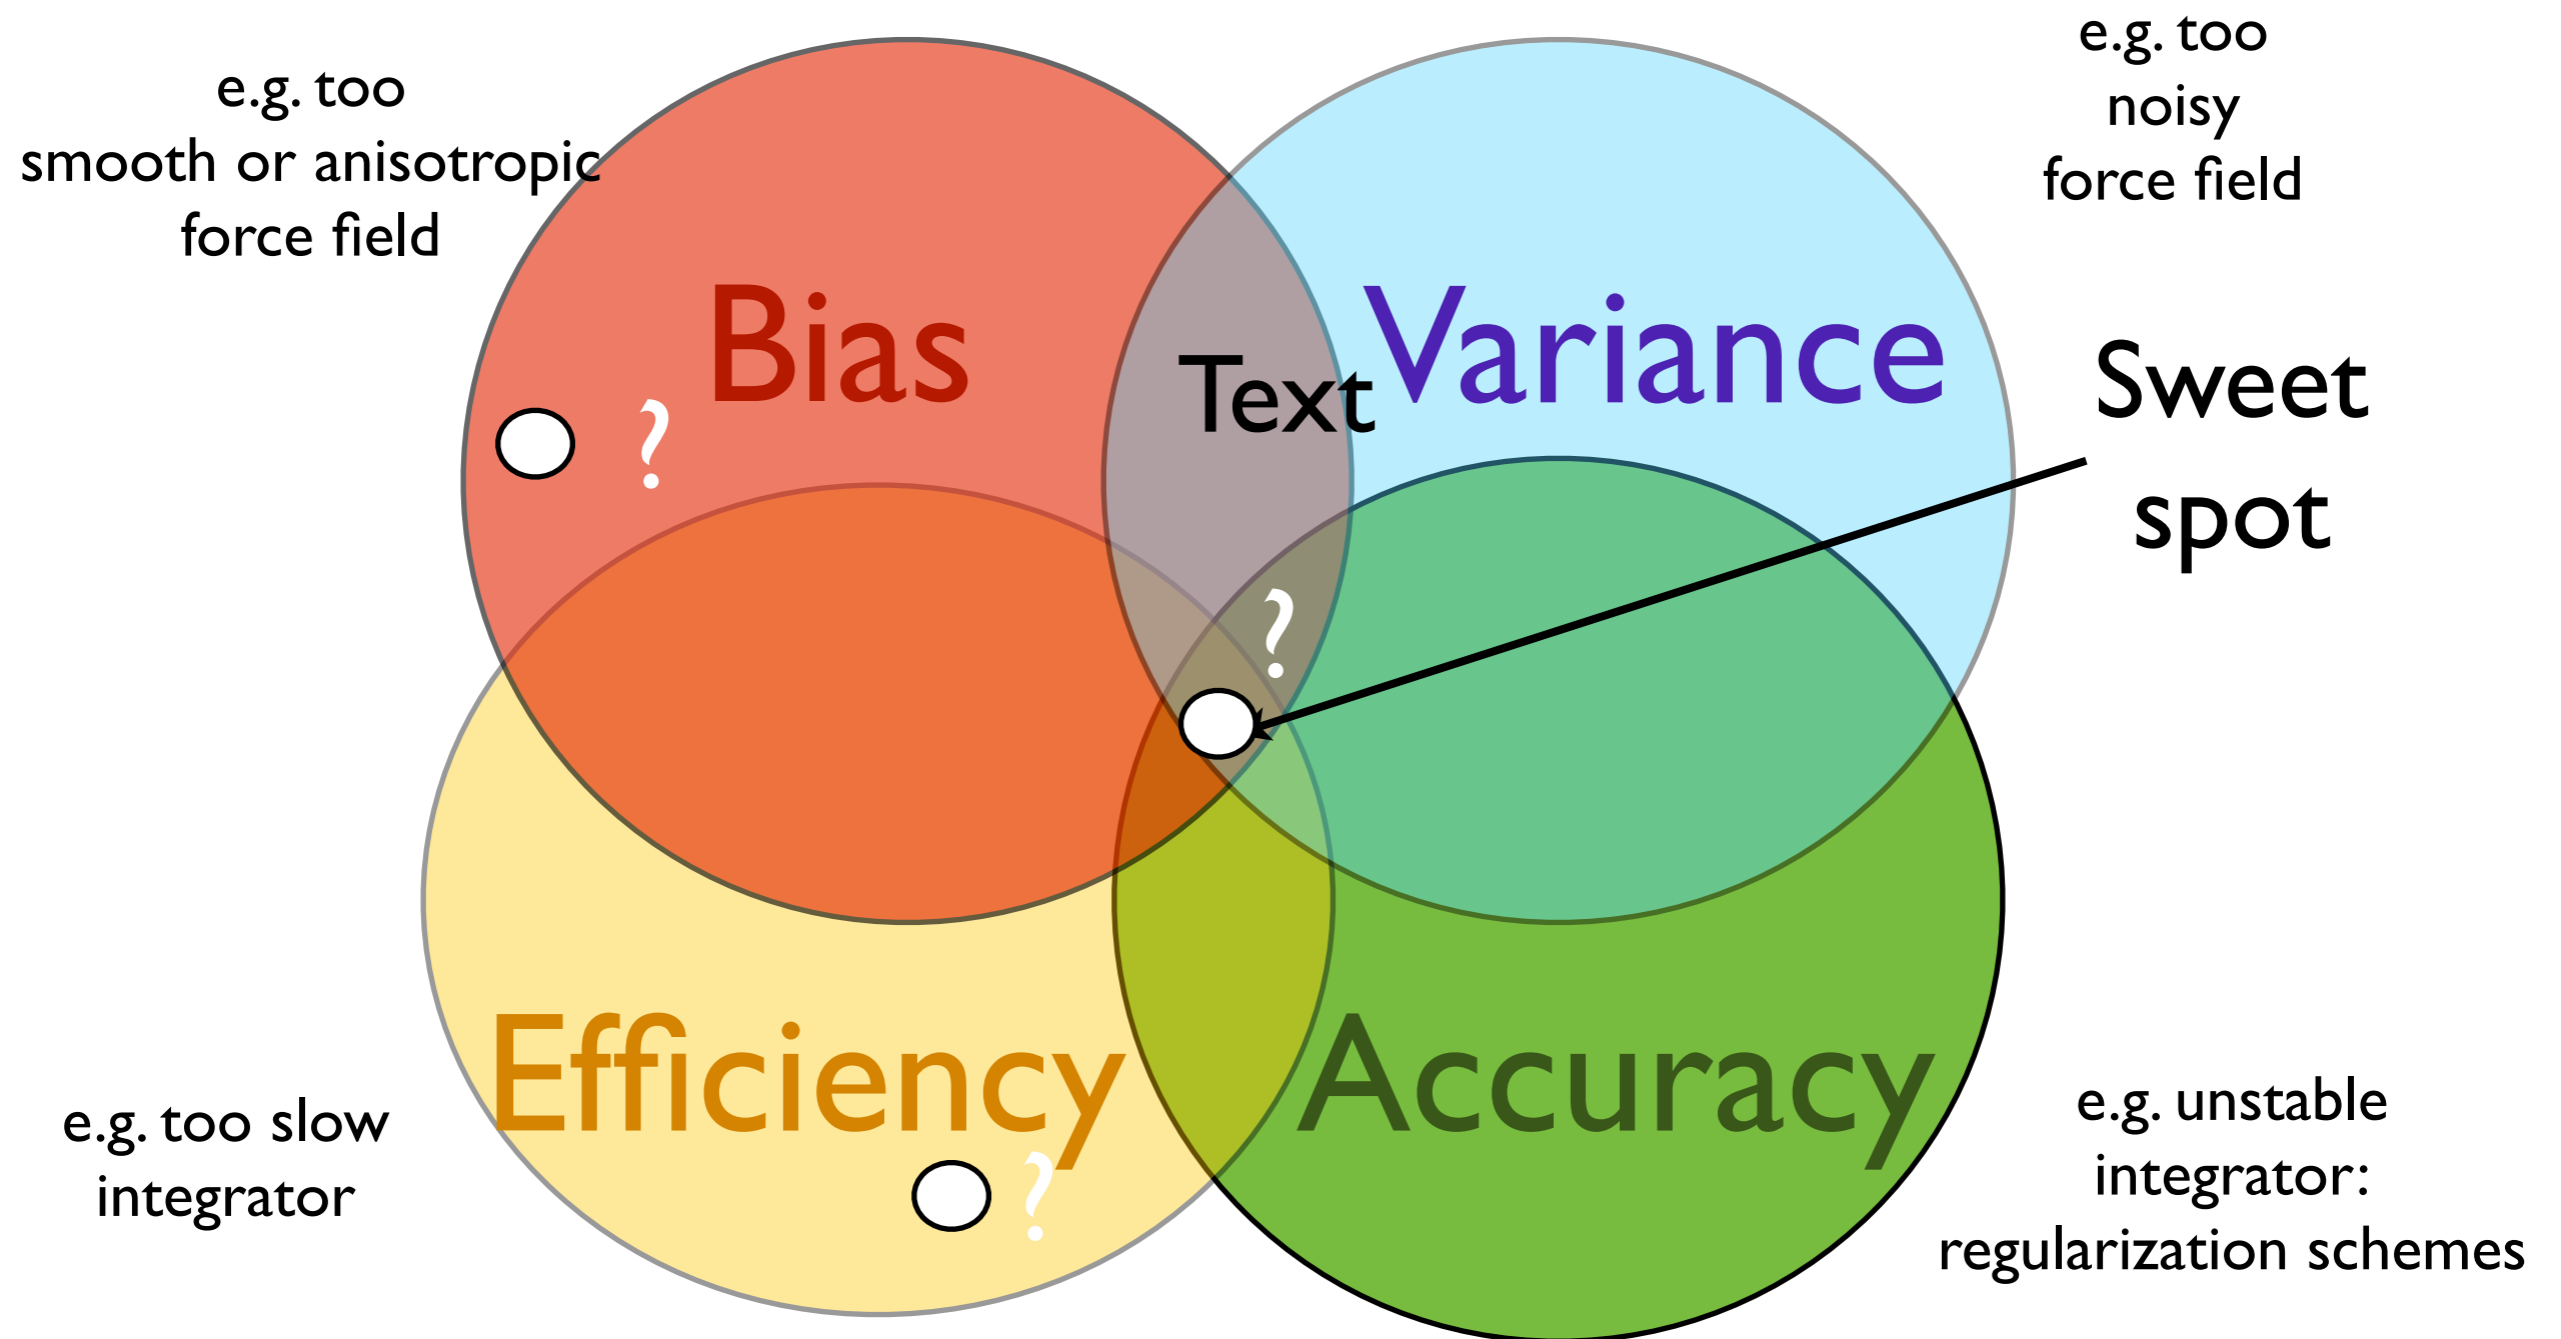 e.g. too
smooth or anisotropic
force field
e.g. too
noisy
force field
Bias
Variance
Text
Sweet
spot
?
?
Efficiency
Accuracy
e.g. too slow
integrator
?
e.g. unstable
integrator:
regularization schemes